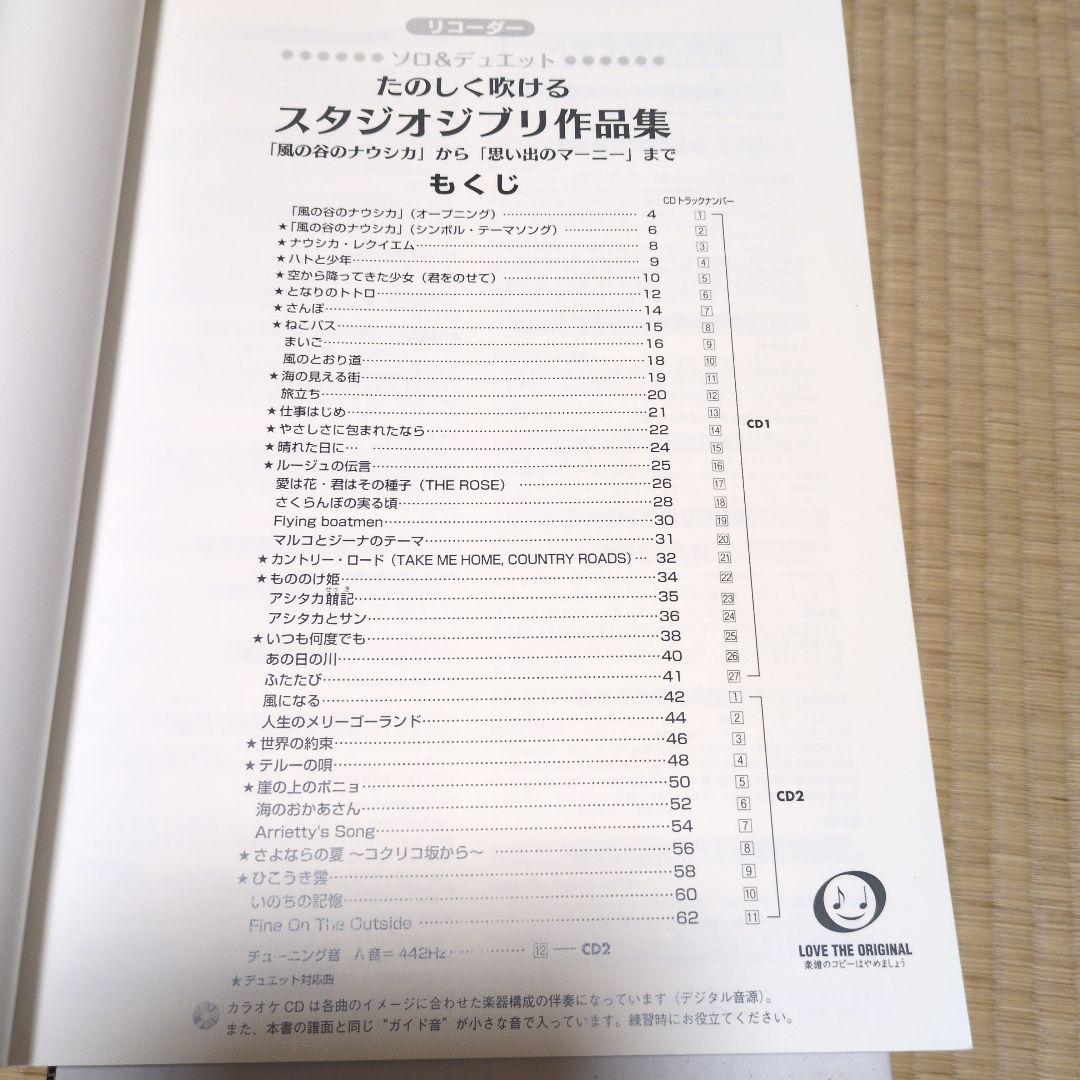 リコーダー
●●●●●● ソロ&デュエット ●●●●●●
たのしく吹ける
スタジオジブリ作品集
「風の谷のナウシカ」から「思い出のマーニー」まで
もくじ
CDトラックナンバー
「風の谷のナウシカ」(オープニング) 4 1
★「風の谷のナウシカ」(シンボル・テーマソング) 6 2
★ナウシカ・レクイエム 8 3
★ハトと少年 9 4
★空から降ってきた少女(君をのせて) 10 5
★となりのトトロ 12 6
★さんぽ 14 7
★ねこバス 15 8
まいご 16 9
風のとおり道 18 10
★海の見える街 19 11
旅立ち 20 12
★仕事はじめ 21 13
★やさしさに包まれたなら 22 14
★晴れた日に… 24 15
★ルージュの伝言 25 16
愛は花・君はその種子(THE ROSE) 26 17
さくらんぼの実る頃 28 18
Flying boatmen 30 19
マルコとジーナのテーマ 31 20
★カントリー・ロード(TAKE ME HOME, COUNTRY ROADS) 32 21
★もののけ姫 34 22
アシタカ記 35 23
アシタカとサン 36 24
★いつも何度でも 38 25
あの日の川 40 26
ふたたび 41 27
CD1
風になる 42 1
人生のメリーゴーランド 44 2
★世界の約束 46 3
★テルーの唄 48 4
★崖の上のポニョ 50 5
海のおかあさん 52 6
Arrietty's Song 54 7
★さよならの夏 〜コクリコ坂から〜 56 8
★ひこうき雲 58 9
いのちの記憶 60 10
Fine On The Outside 62 11
CD2
チューニング音 A音=442Hz 12 CD2
★デュエット対応曲
カラオケCDは各曲のイメージに合わせた楽器構成の伴奏になっています(デジタル音源)。
また、本書の譜面と同じ"ガイド音"が小さな音で入っています。練習時にお役立てください。
LOVE THE ORIGINAL
楽譜のコピーはやめましょう